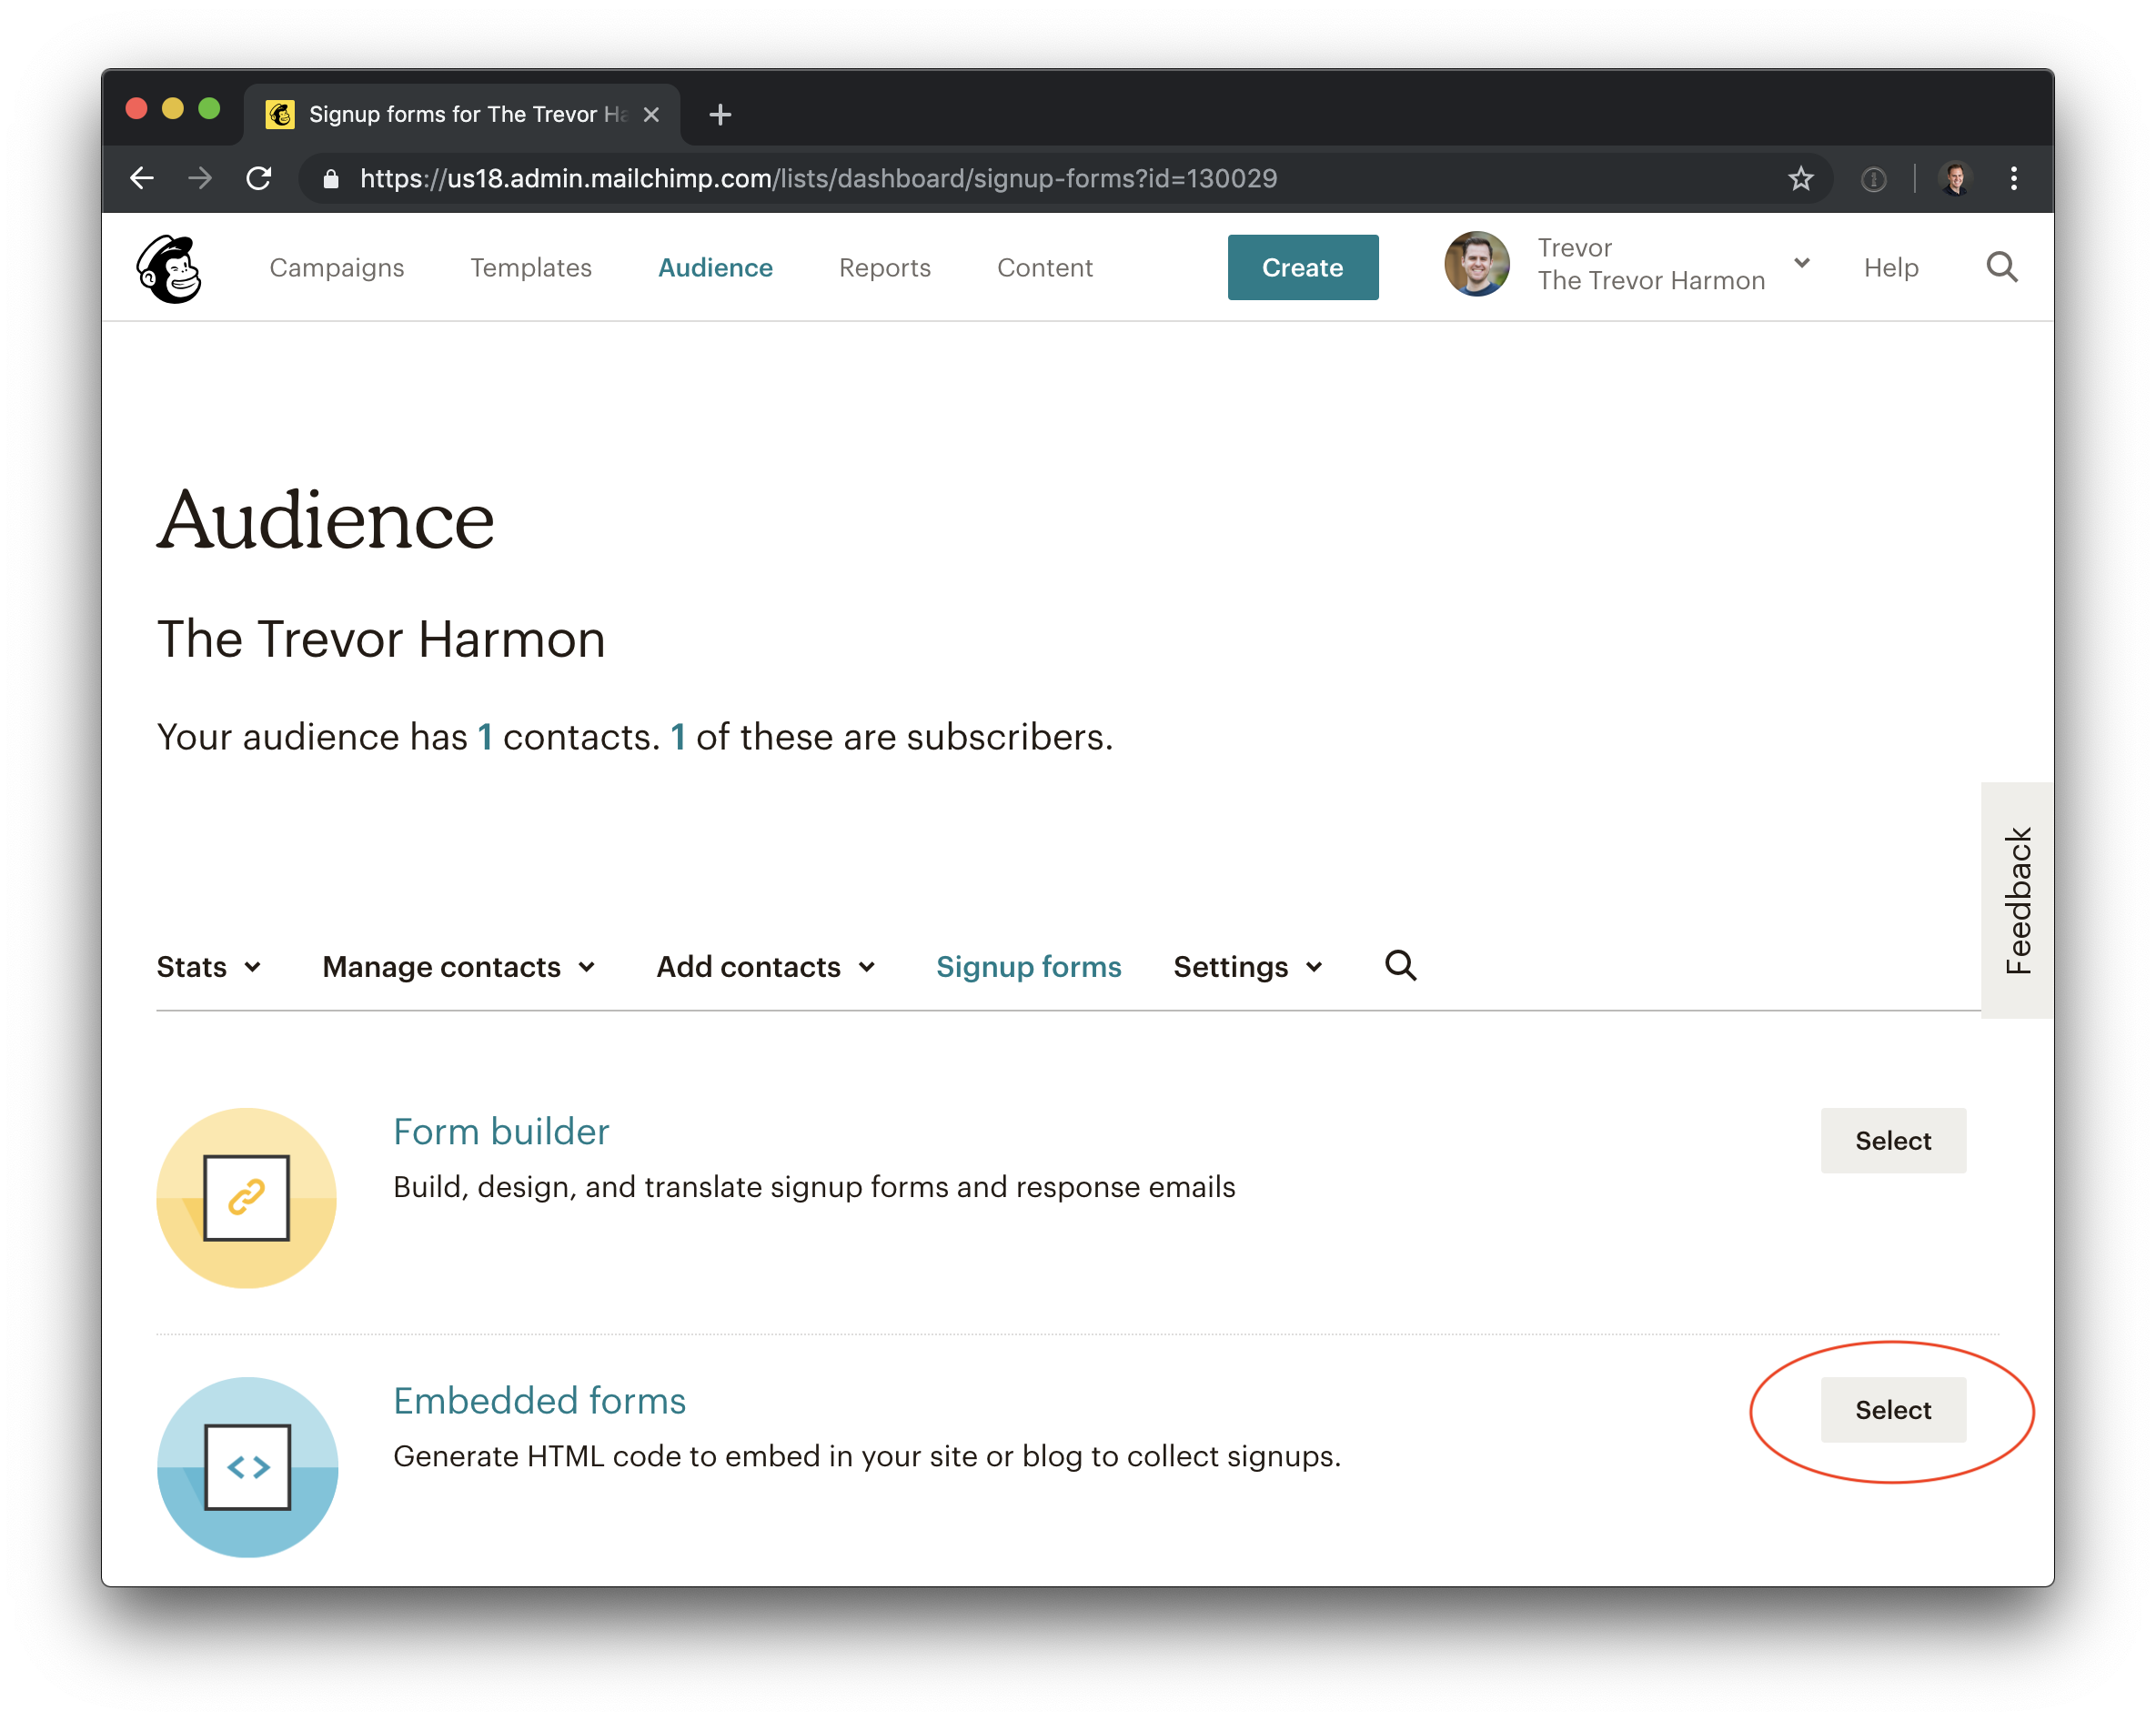 Signup forms for The Trevor Ha
https://us18.admin.mailchimp.com/lists/dashboard/signup-forms?id=130029
Campaigns Templates Audience Reports Content Create Trevor Help
The Trevor Harmon
Audience
The Trevor Harmon
Your audience has 1 contacts. 1 of these are subscribers.
Feedback
Stats Manage contacts Add contacts Signup forms Settings
Form builder Select
Build, design, and translate signup forms and response emails
Embedded forms Select
Generate HTML code to embed in your site or blog to collect signups.